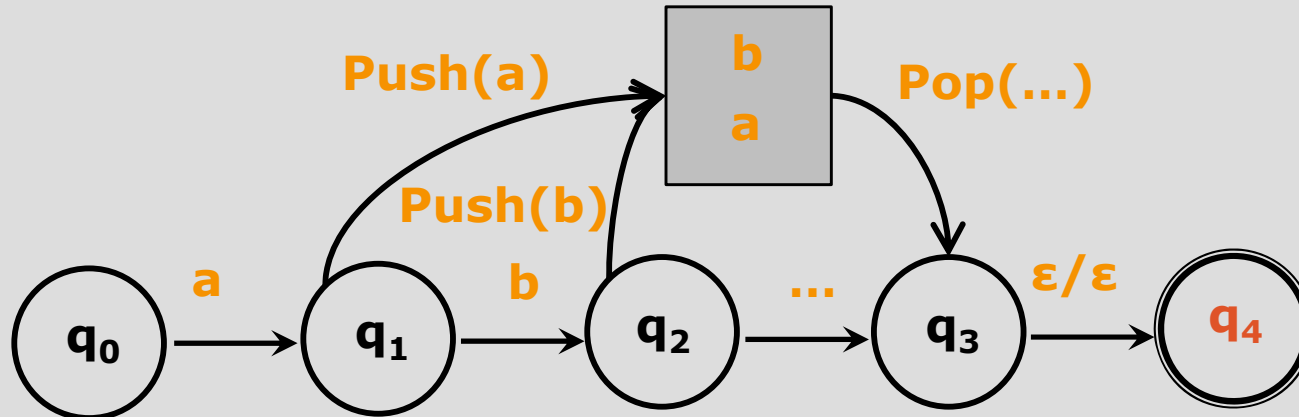 b
Push(a)
Pop(...)
a
Push(b)
a
b
...
ε/ε
q₀
q₁
q₂
q₃
q₄